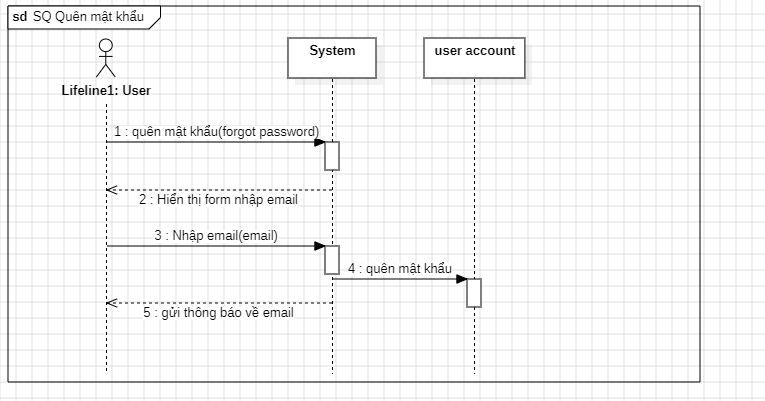 sd SQ Quên mật khẩu
System
user account
Lifeline1: User
1 : quên mật khẩu(forgot password)
2 : Hiển thị form nhập email
3 : Nhập email(email)
4 : quên mật khẩu
5 : gửi thông báo về email